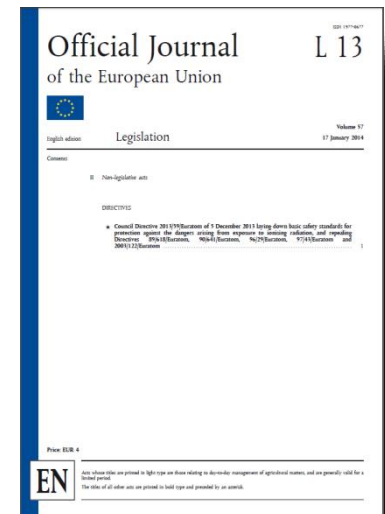 ISSN 1977-0677
Official Journal
L 13
of the European Union
Volume 57
English edition
Legislation
17 January 2014
Contents
II Non-legislative acts
DIRECTIVES
★ Council Directive 2013/59/Euratom of 5 December 2013 laying down basic safety standards for
protection against the dangers arising from exposure to ionising radiation, and repealing
Directives 89/618/Euratom, 90/641/Euratom, 96/29/Euratom, 97/43/Euratom and
2003/122/Euratom 1
Price: EUR 4
EN
Acts whose titles are printed in light type are those relating to day-to-day management of agricultural matters, and are generally valid for a
limited period.
The titles of all other acts are printed in bold type and preceded by an asterisk.